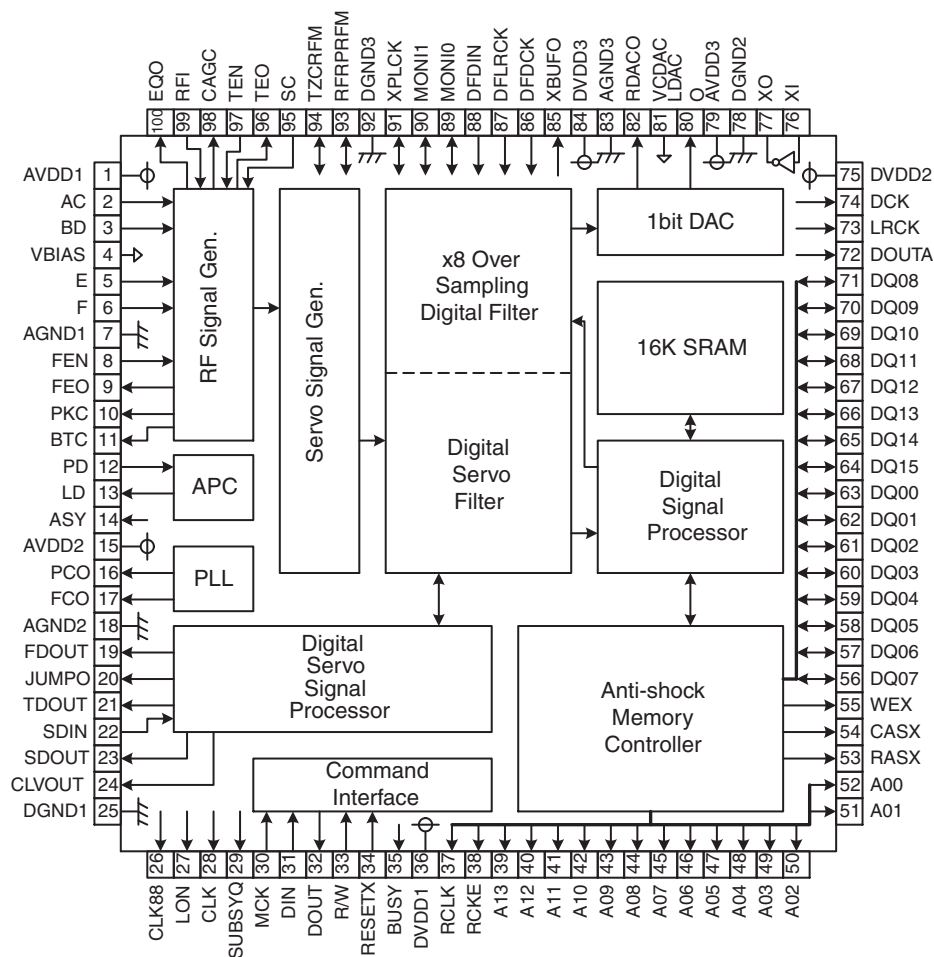 EQO
RFI
CAGC
TEN
TEO
SC
TZCRFM
RFRPRFM
DGND3
XPLCK
MONI1
MONI0
DFDIN
DFLRCK
DFDCK
XBUFO
DVDD3
AGND3
RDACO
VCDAC
LDAC
O
AVDD3
DGND2
XO
XI
100
99
98
97
96
95
94
93
92
91
90
89
88
87
86
85
84
83
82
81
80
79
78
77
76
AVDD1 1
AC 2
BD 3
VBIAS 4
E 5
F 6
AGND1 7
FEN 8
FEO 9
PKC 10
BTC 11
PD 12
LD 13
ASY 14
AVDD2 15
PCO 16
FCO 17
AGND2 18
FDOUT 19
JUMPO 20
TDOUT 21
SDIN 22
SDOUT 23
CLVOUT 24
DGND1 25
RF Signal Gen.
Servo Signal Gen.
x8 Over
Sampling
Digital Filter
Digital
Servo
Filter
1bit DAC
16K SRAM
Digital
Signal
Processor
APC
PLL
Digital
Servo
Signal
Processor
Anti-shock
Memory
Controller
Command
Interface
75 DVDD2
74 DCK
73 LRCK
72 DOUTA
71 DQ08
70 DQ09
69 DQ10
68 DQ11
67 DQ12
66 DQ13
65 DQ14
64 DQ15
63 DQ00
62 DQ01
61 DQ02
60 DQ03
59 DQ04
58 DQ05
57 DQ06
56 DQ07
55 WEX
54 CASX
53 RASX
52 A00
51 A01
26
27
28
29
30
31
32
33
34
35
36
37
38
39
40
41
42
43
44
45
46
47
48
49
50
CLK88
LON
CLK
SUBSYQ
MCK
DIN
DOUT
R/W
RESETX
BUSY
DVDD1
RCLK
RCKE
A13
A12
A11
A10
A09
A08
A07
A06
A05
A04
A03
A02